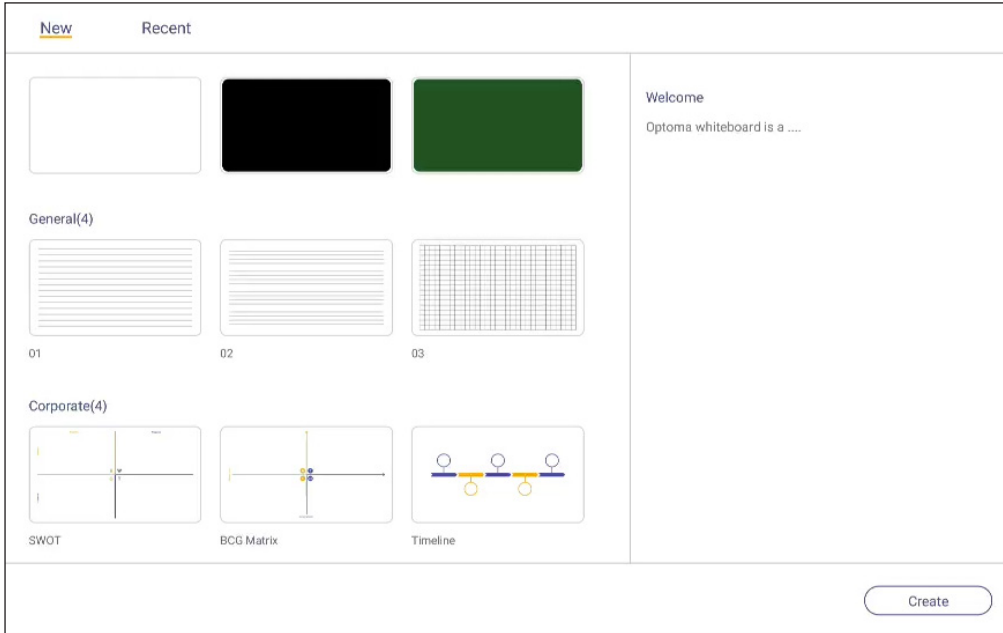 New
Recent
Welcome
Optoma whiteboard is a ....
General(4)
01
02
03
Corporate(4)
SWOT
BCG Matrix
Timeline
Create